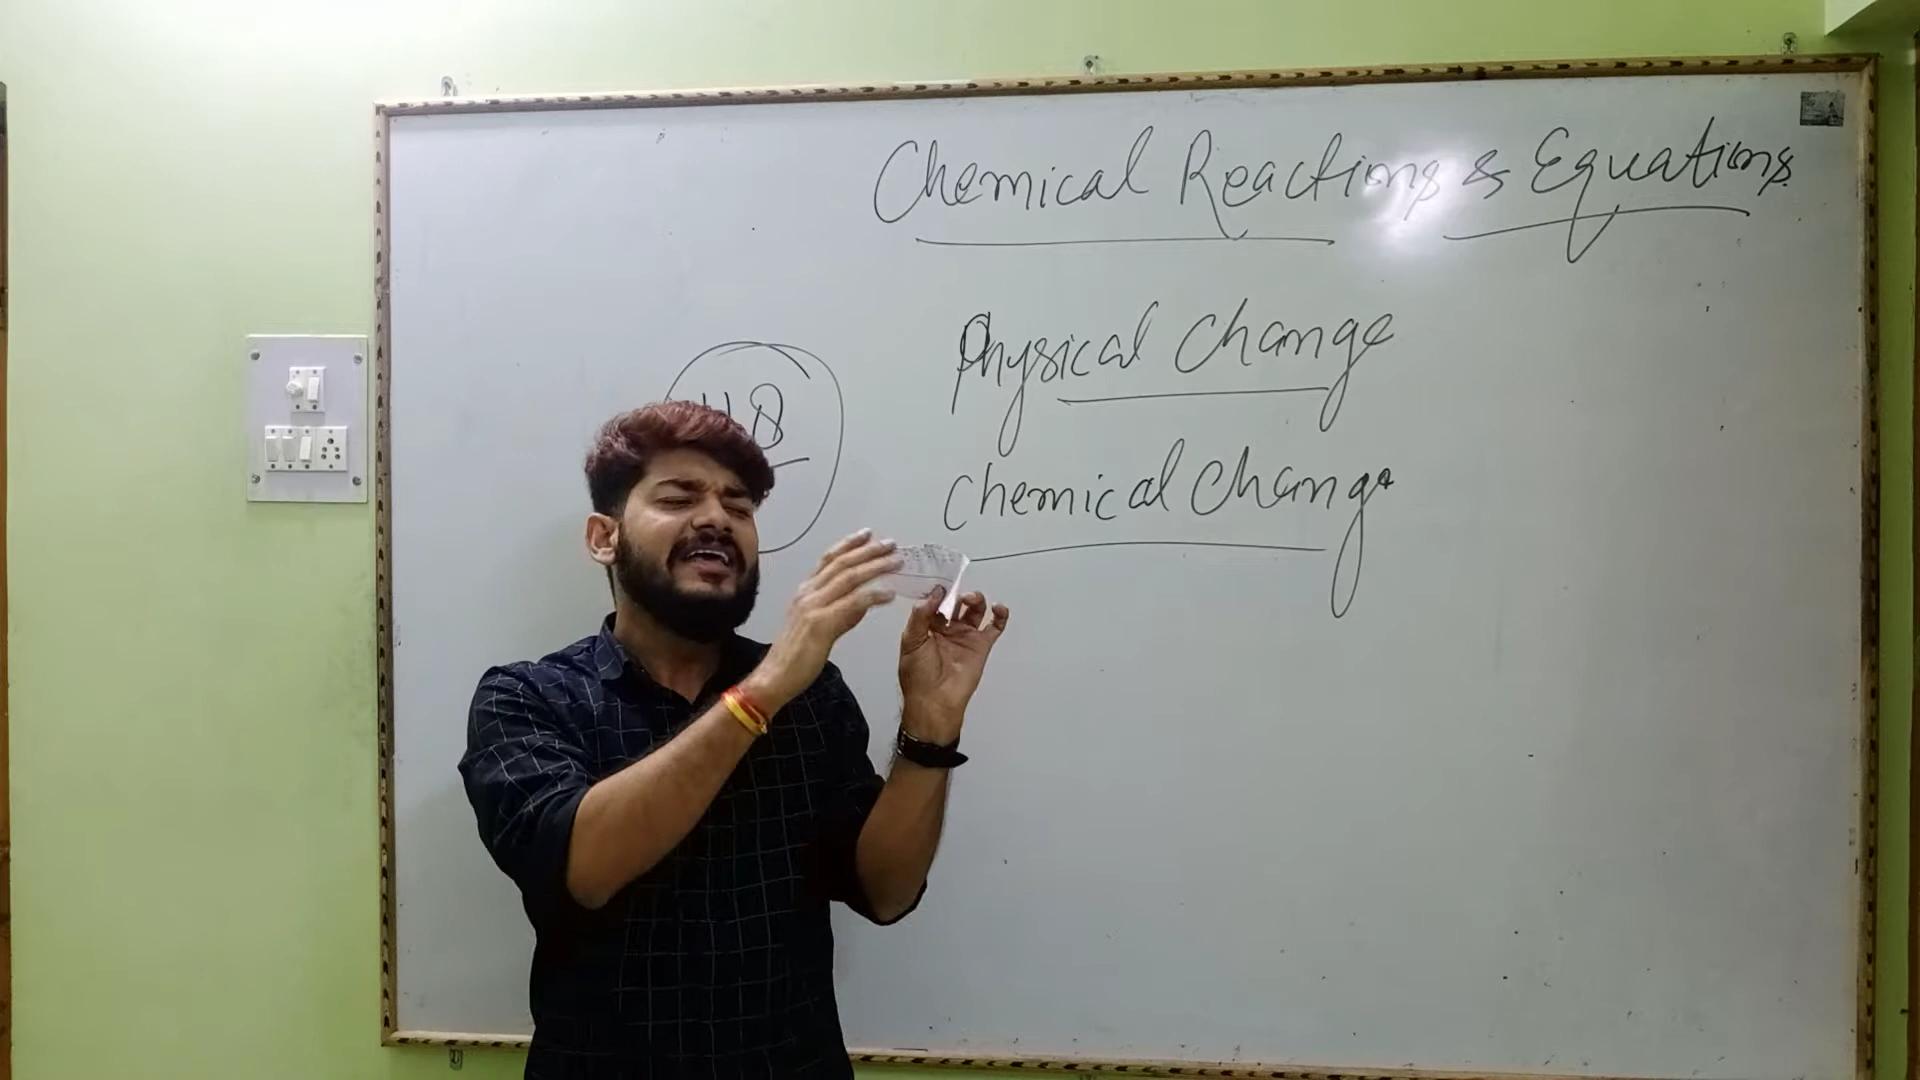 Chemical Reactions & Equations
Physical Change
Chemical Change